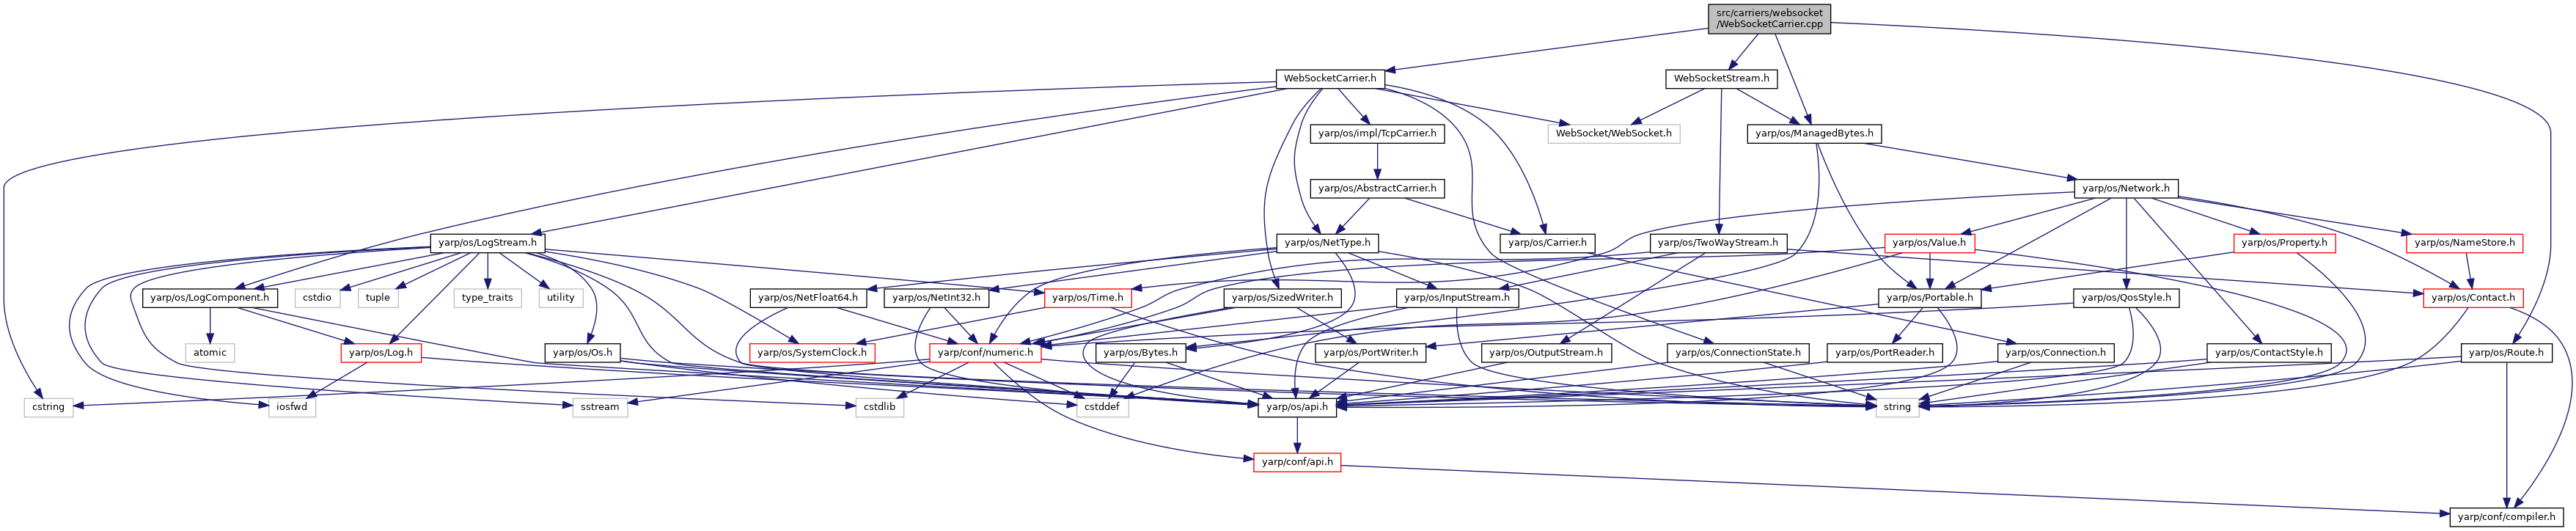 src/carriers/websocket
/WebSocketCarrier.cpp
WebSocketCarrier.h
WebSocketStream.h
yarp/os/impl/TcpCarrier.h
WebSocket/WebSocket.h
yarp/os/ManagedBytes.h
yarp/os/AbstractCarrier.h
yarp/os/Network.h
yarp/os/LogStream.h
yarp/os/NetType.h
yarp/os/Carrier.h
yarp/os/TwoWayStream.h
yarp/os/Value.h
yarp/os/Property.h
yarp/os/NameStore.h
yarp/os/LogComponent.h
cstdio
tuple
type_traits
utility
yarp/os/NetFloat64.h
yarp/os/NetInt32.h
yarp/os/Time.h
yarp/os/SizedWriter.h
yarp/os/InputStream.h
yarp/os/Portable.h
yarp/os/QosStyle.h
yarp/os/Contact.h
atomic
yarp/os/Log.h
yarp/os/Os.h
yarp/os/SystemClock.h
yarp/conf/numeric.h
yarp/os/Bytes.h
yarp/os/PortWriter.h
yarp/os/OutputStream.h
yarp/os/ConnectionState.h
yarp/os/PortReader.h
yarp/os/Connection.h
yarp/os/ContactStyle.h
yarp/os/Route.h
cstring
iosfwd
sstream
cstdlib
cstddef
yarp/os/api.h
string
yarp/conf/api.h
yarp/conf/compiler.h